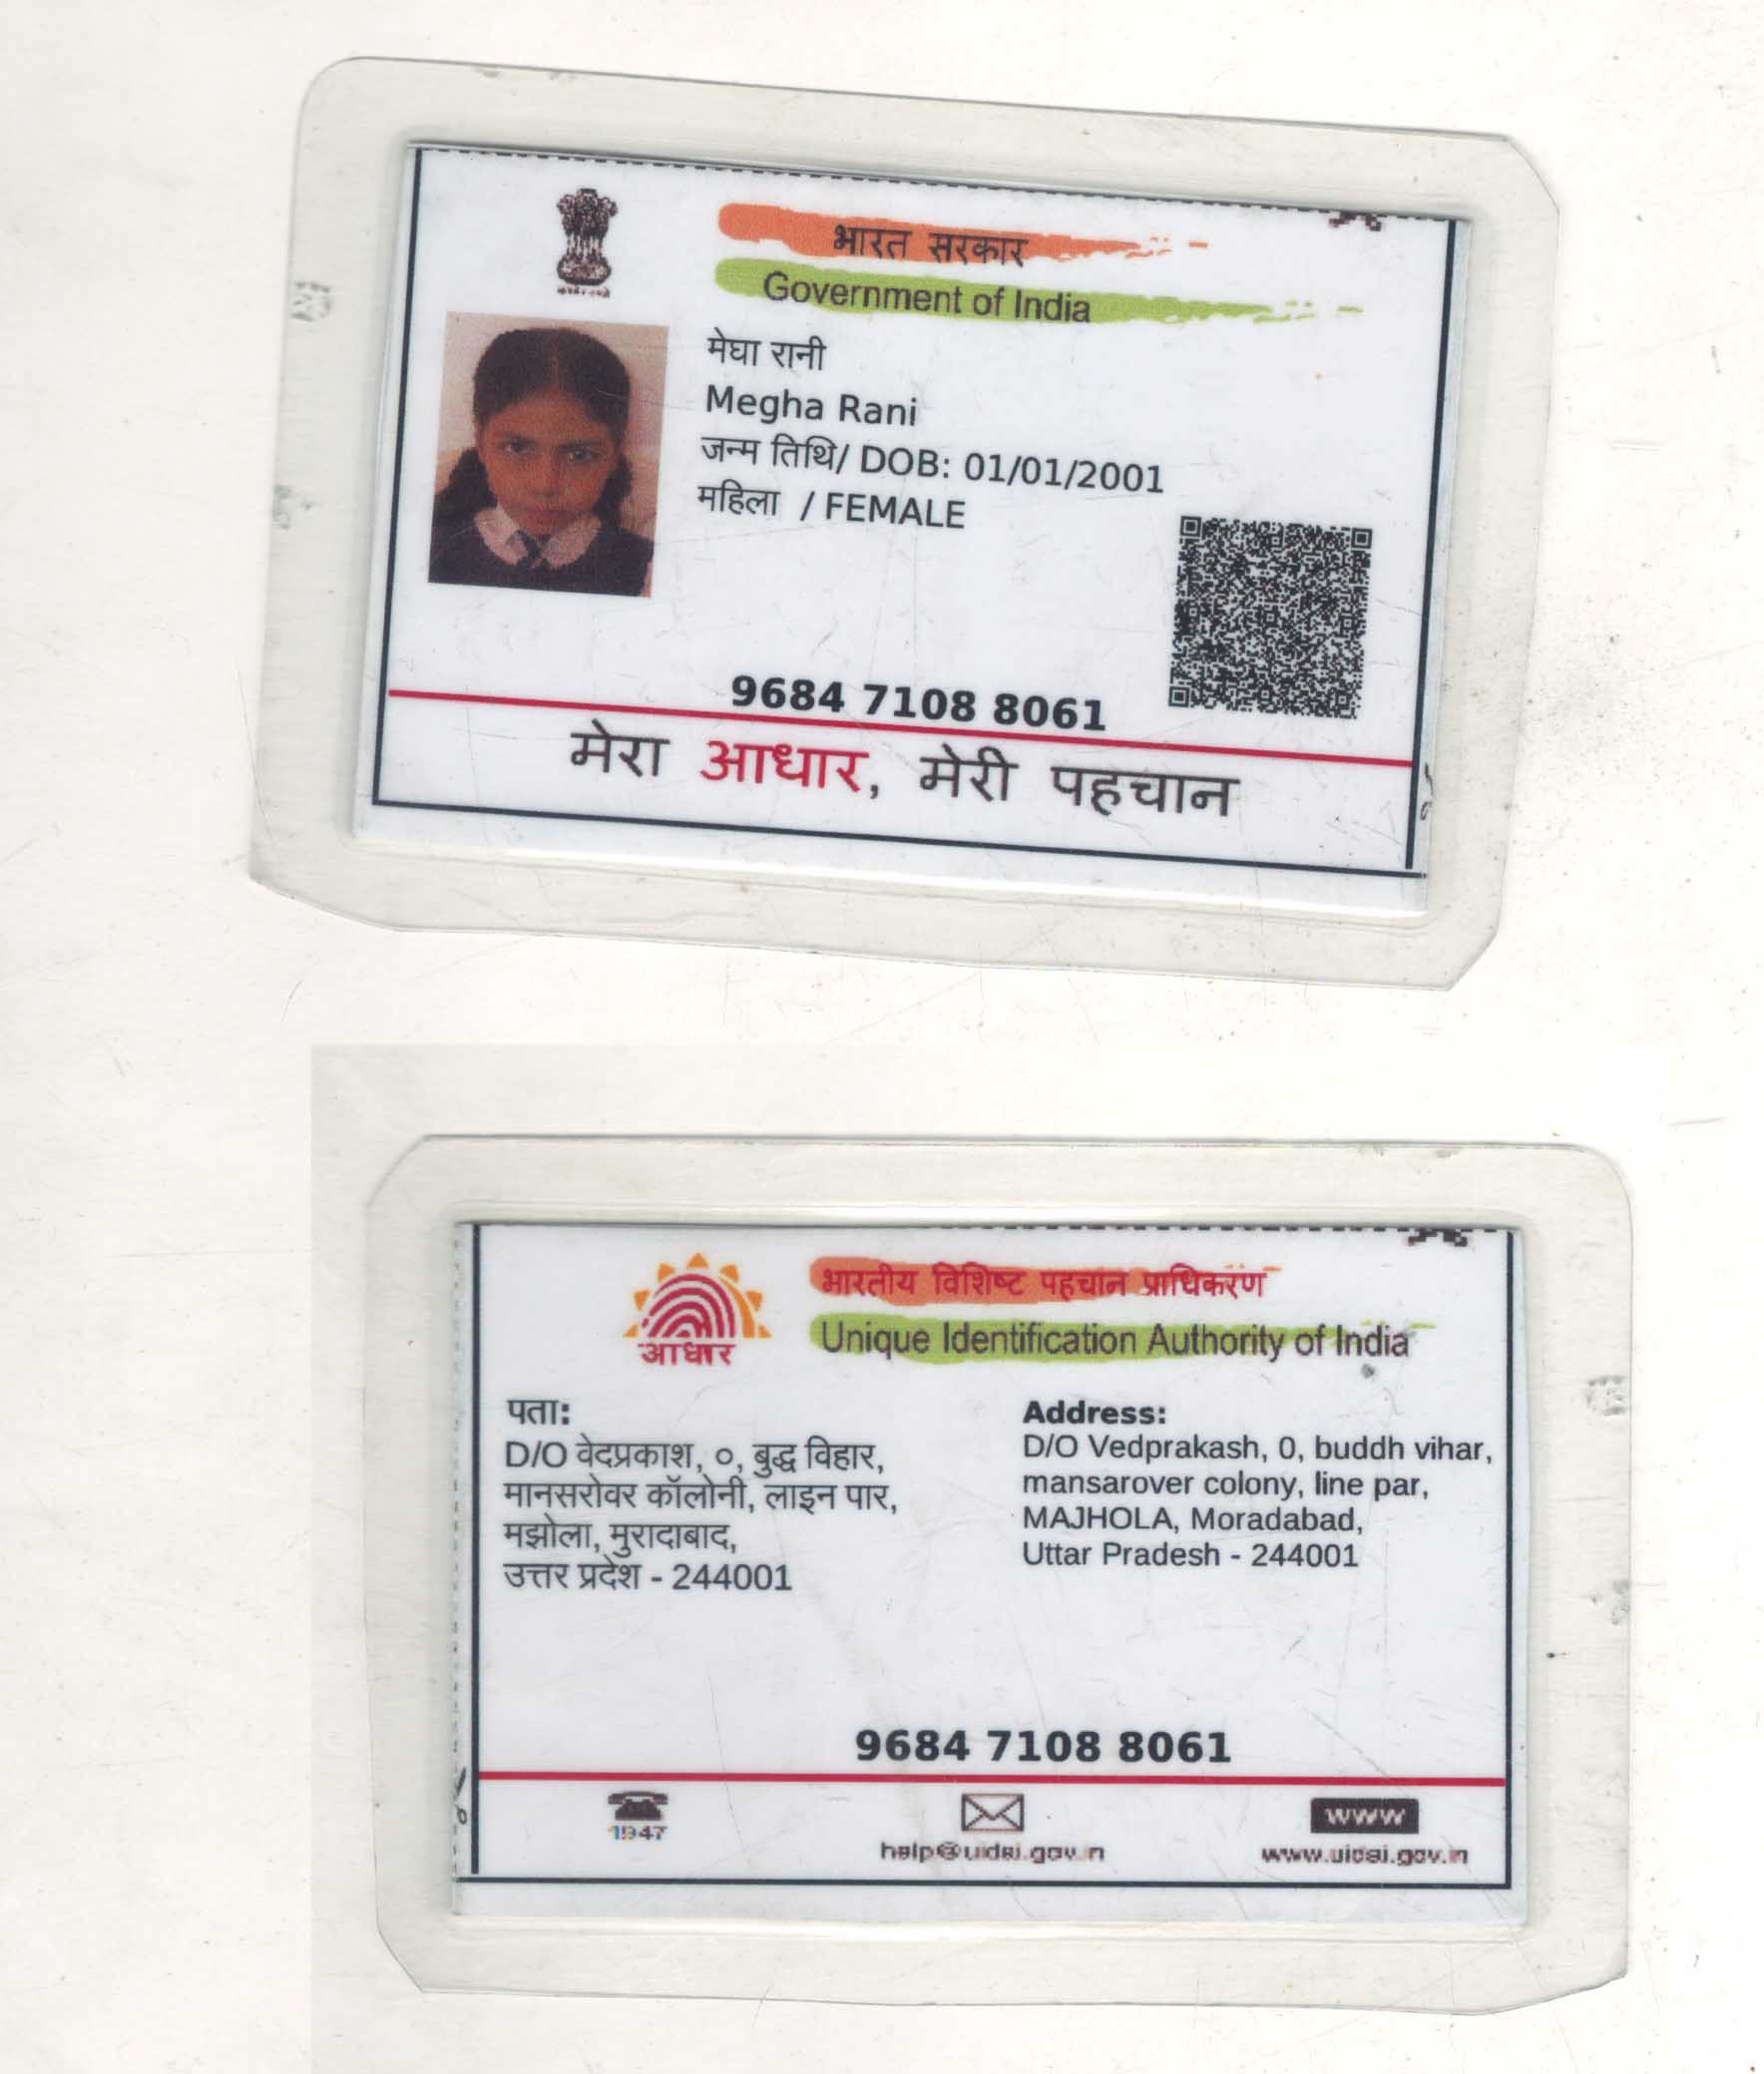 भारत सरकार
Government of India
मेघा रानी
Megha Rani
जन्म तिथि/ DOB: 01/01/2001
महिला / FEMALE
9684 7108 8061
मेरा आधार, मेरी पहचान
भारतीय विशिष्ट पहचान प्राधिकरण
Unique Identification Authority of India
आधार
पता:
D/O वेदप्रकाश, ०, बुद्ध विहार,
मानसरोवर कॉलोनी, लाइन पार,
मझोला, मुरादाबाद,
उत्तर प्रदेश - 244001
Address:
D/O Vedprakash, 0, buddh vihar,
mansarover colony, line par,
MAJHOLA, Moradabad,
Uttar Pradesh - 244001
9684 7108 8061
1947
help@uidai.gov.in
www
www.uidai.gov.in